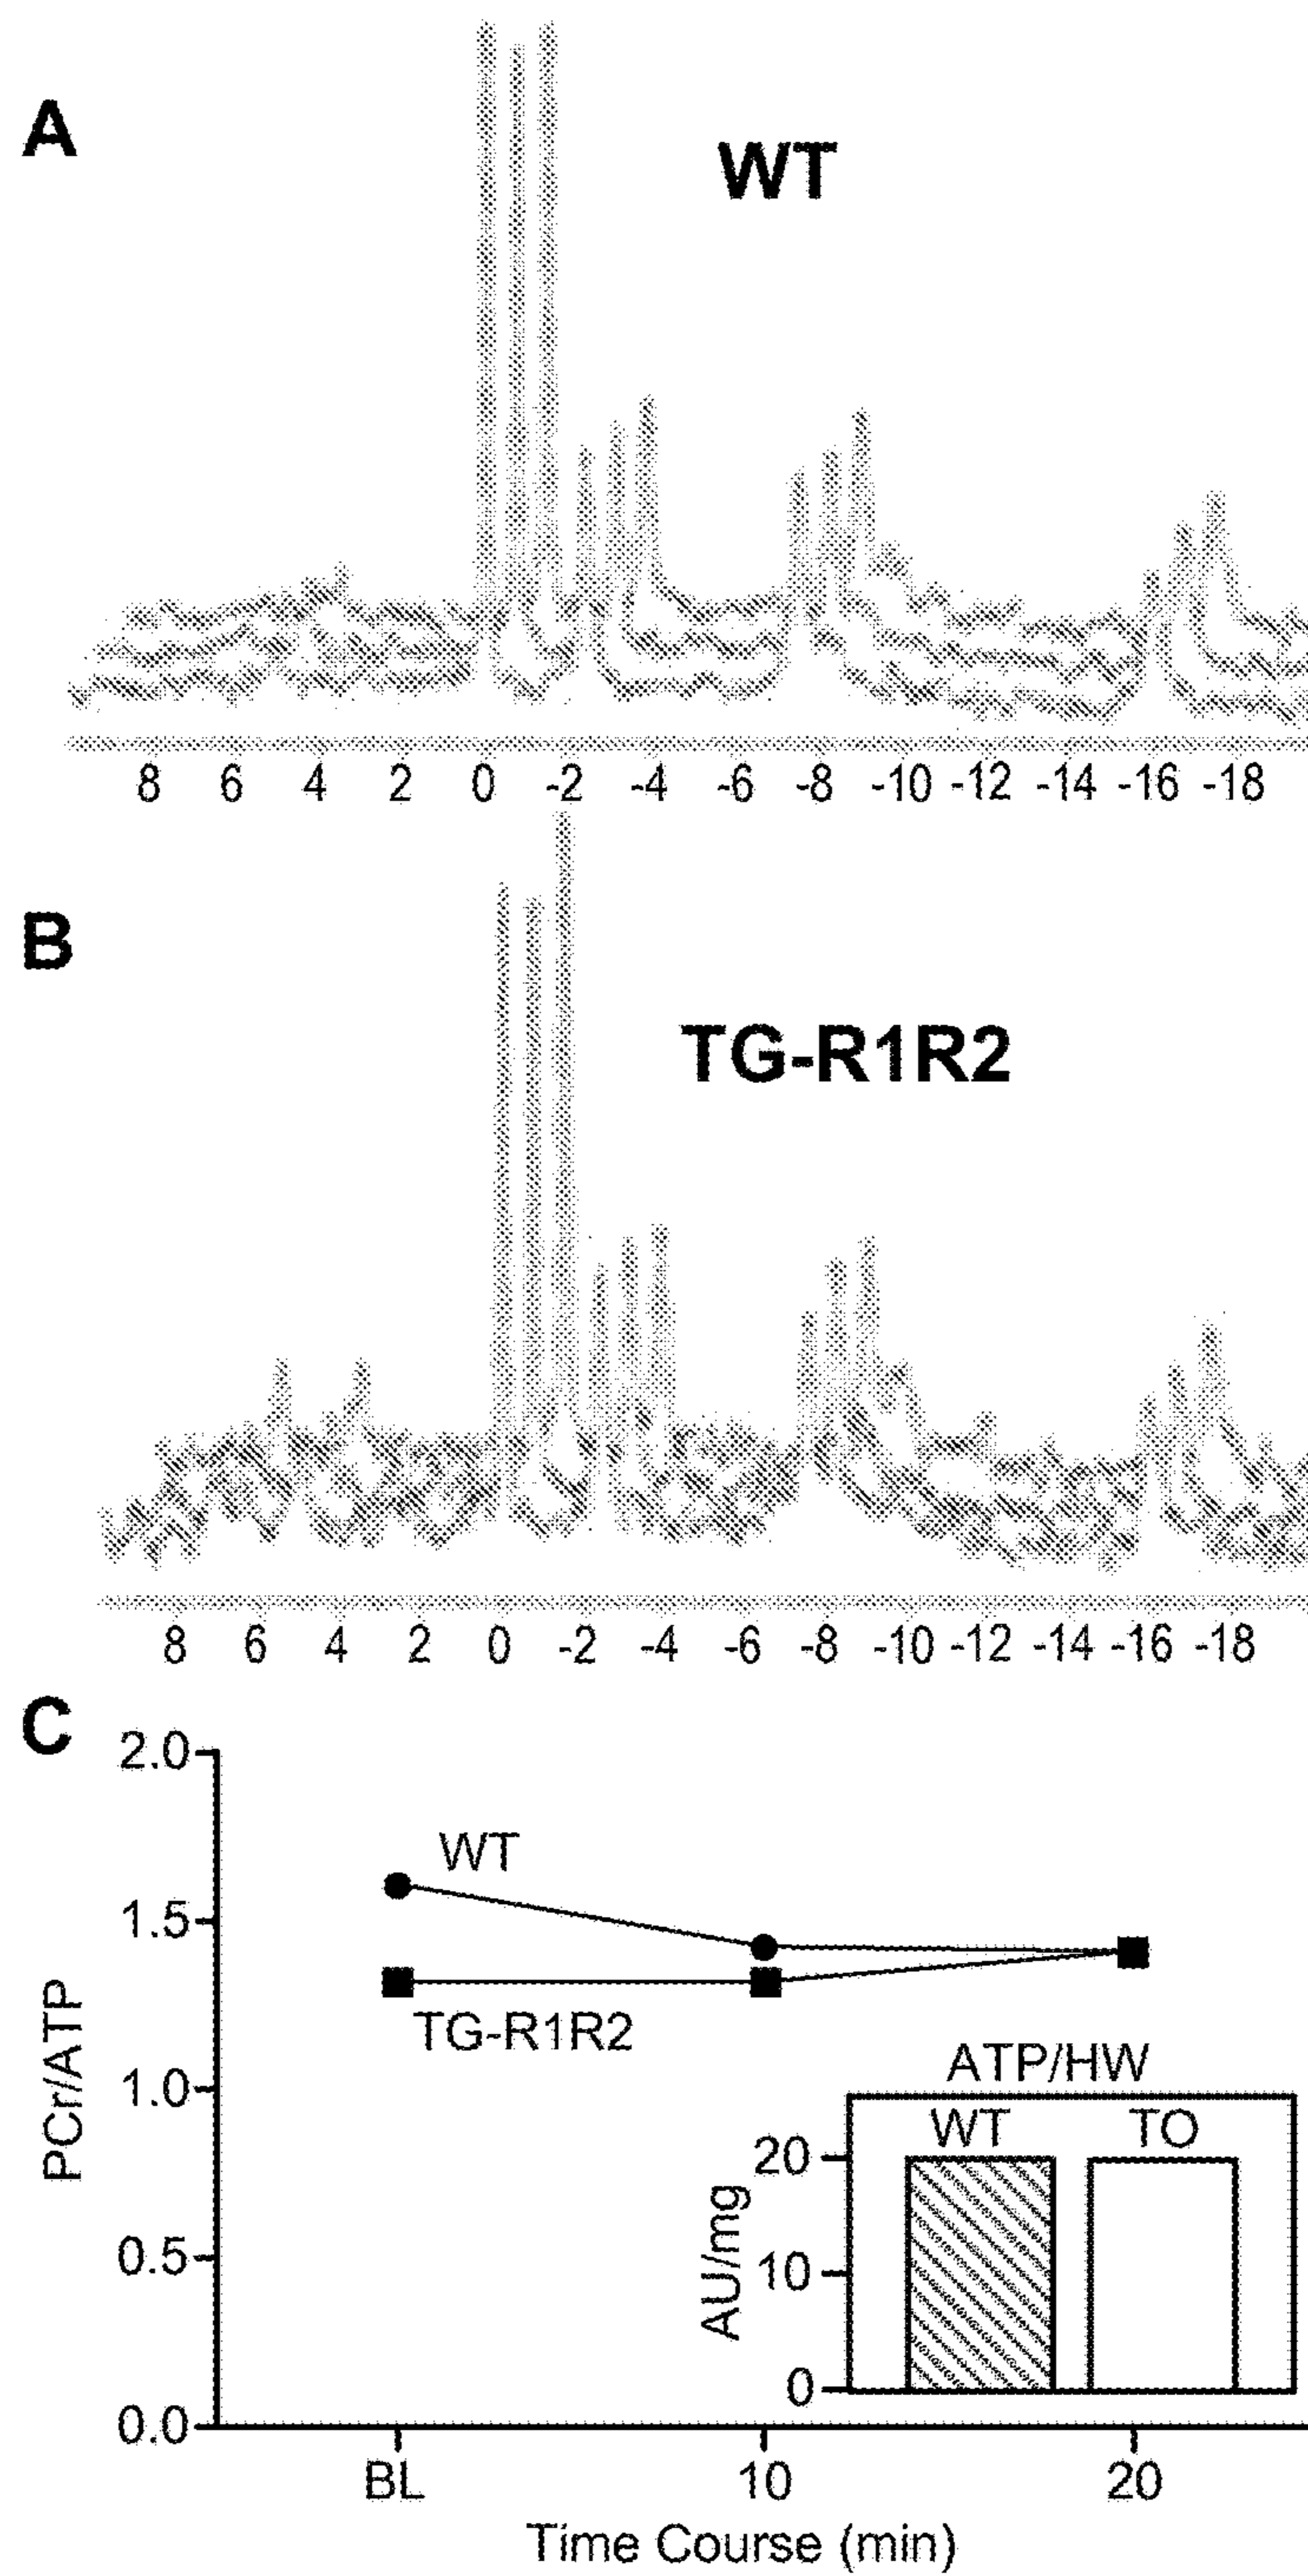 A
WT
8 6 4 2 0 -2 -4 -6 -8 -10 -12 -14 -16 -18
B
TG-R1R2
8 6 4 2 0 -2 -4 -6 -8 -10 -12 -14 -16 -18
C
2.0
1.5
1.0
0.5
0.0
PCr/ATP
WT
TG-R1R2
ATP/HW
WT TO
20
10
0
AU/mg
BL 10 20
Time Course (min)